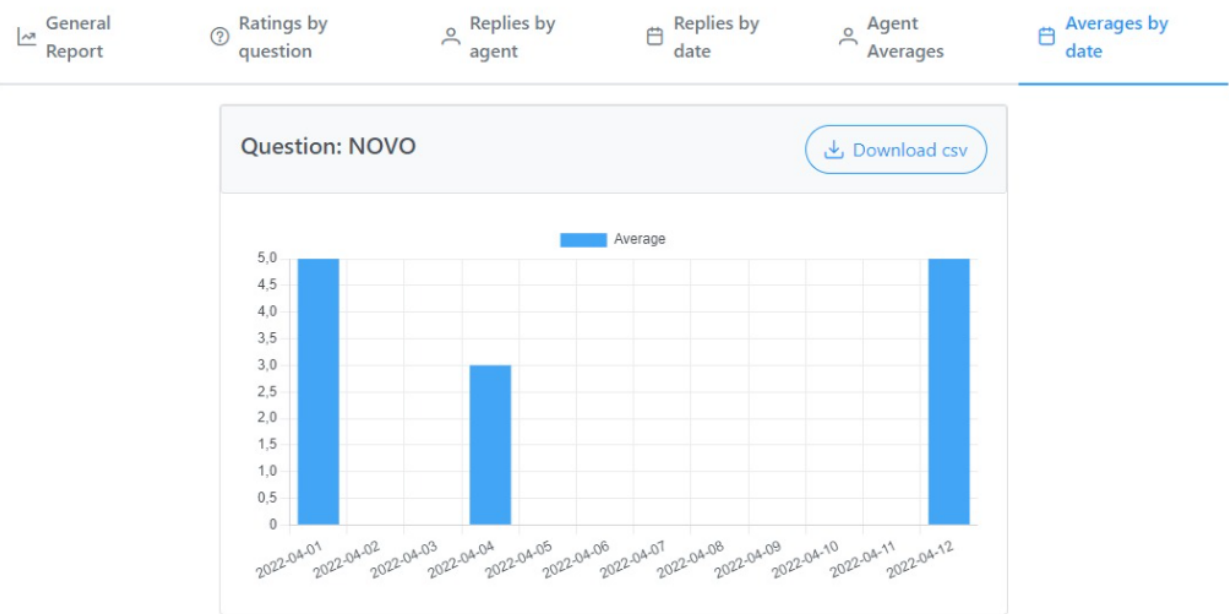 General
Report
Ratings by
question
Replies by
agent
Replies by
date
Agent
Averages
Averages by
date
Question: NOVO
Download csv
Average
5,0
4,5
4,0
3,5
3,0
2,5
2,0
1,5
1,0
0,5
0
2022-04-01
2022-04-02
2022-04-03
2022-04-04
2022-04-05
2022-04-06
2022-04-07
2022-04-08
2022-04-09
2022-04-10
2022-04-11
2022-04-12